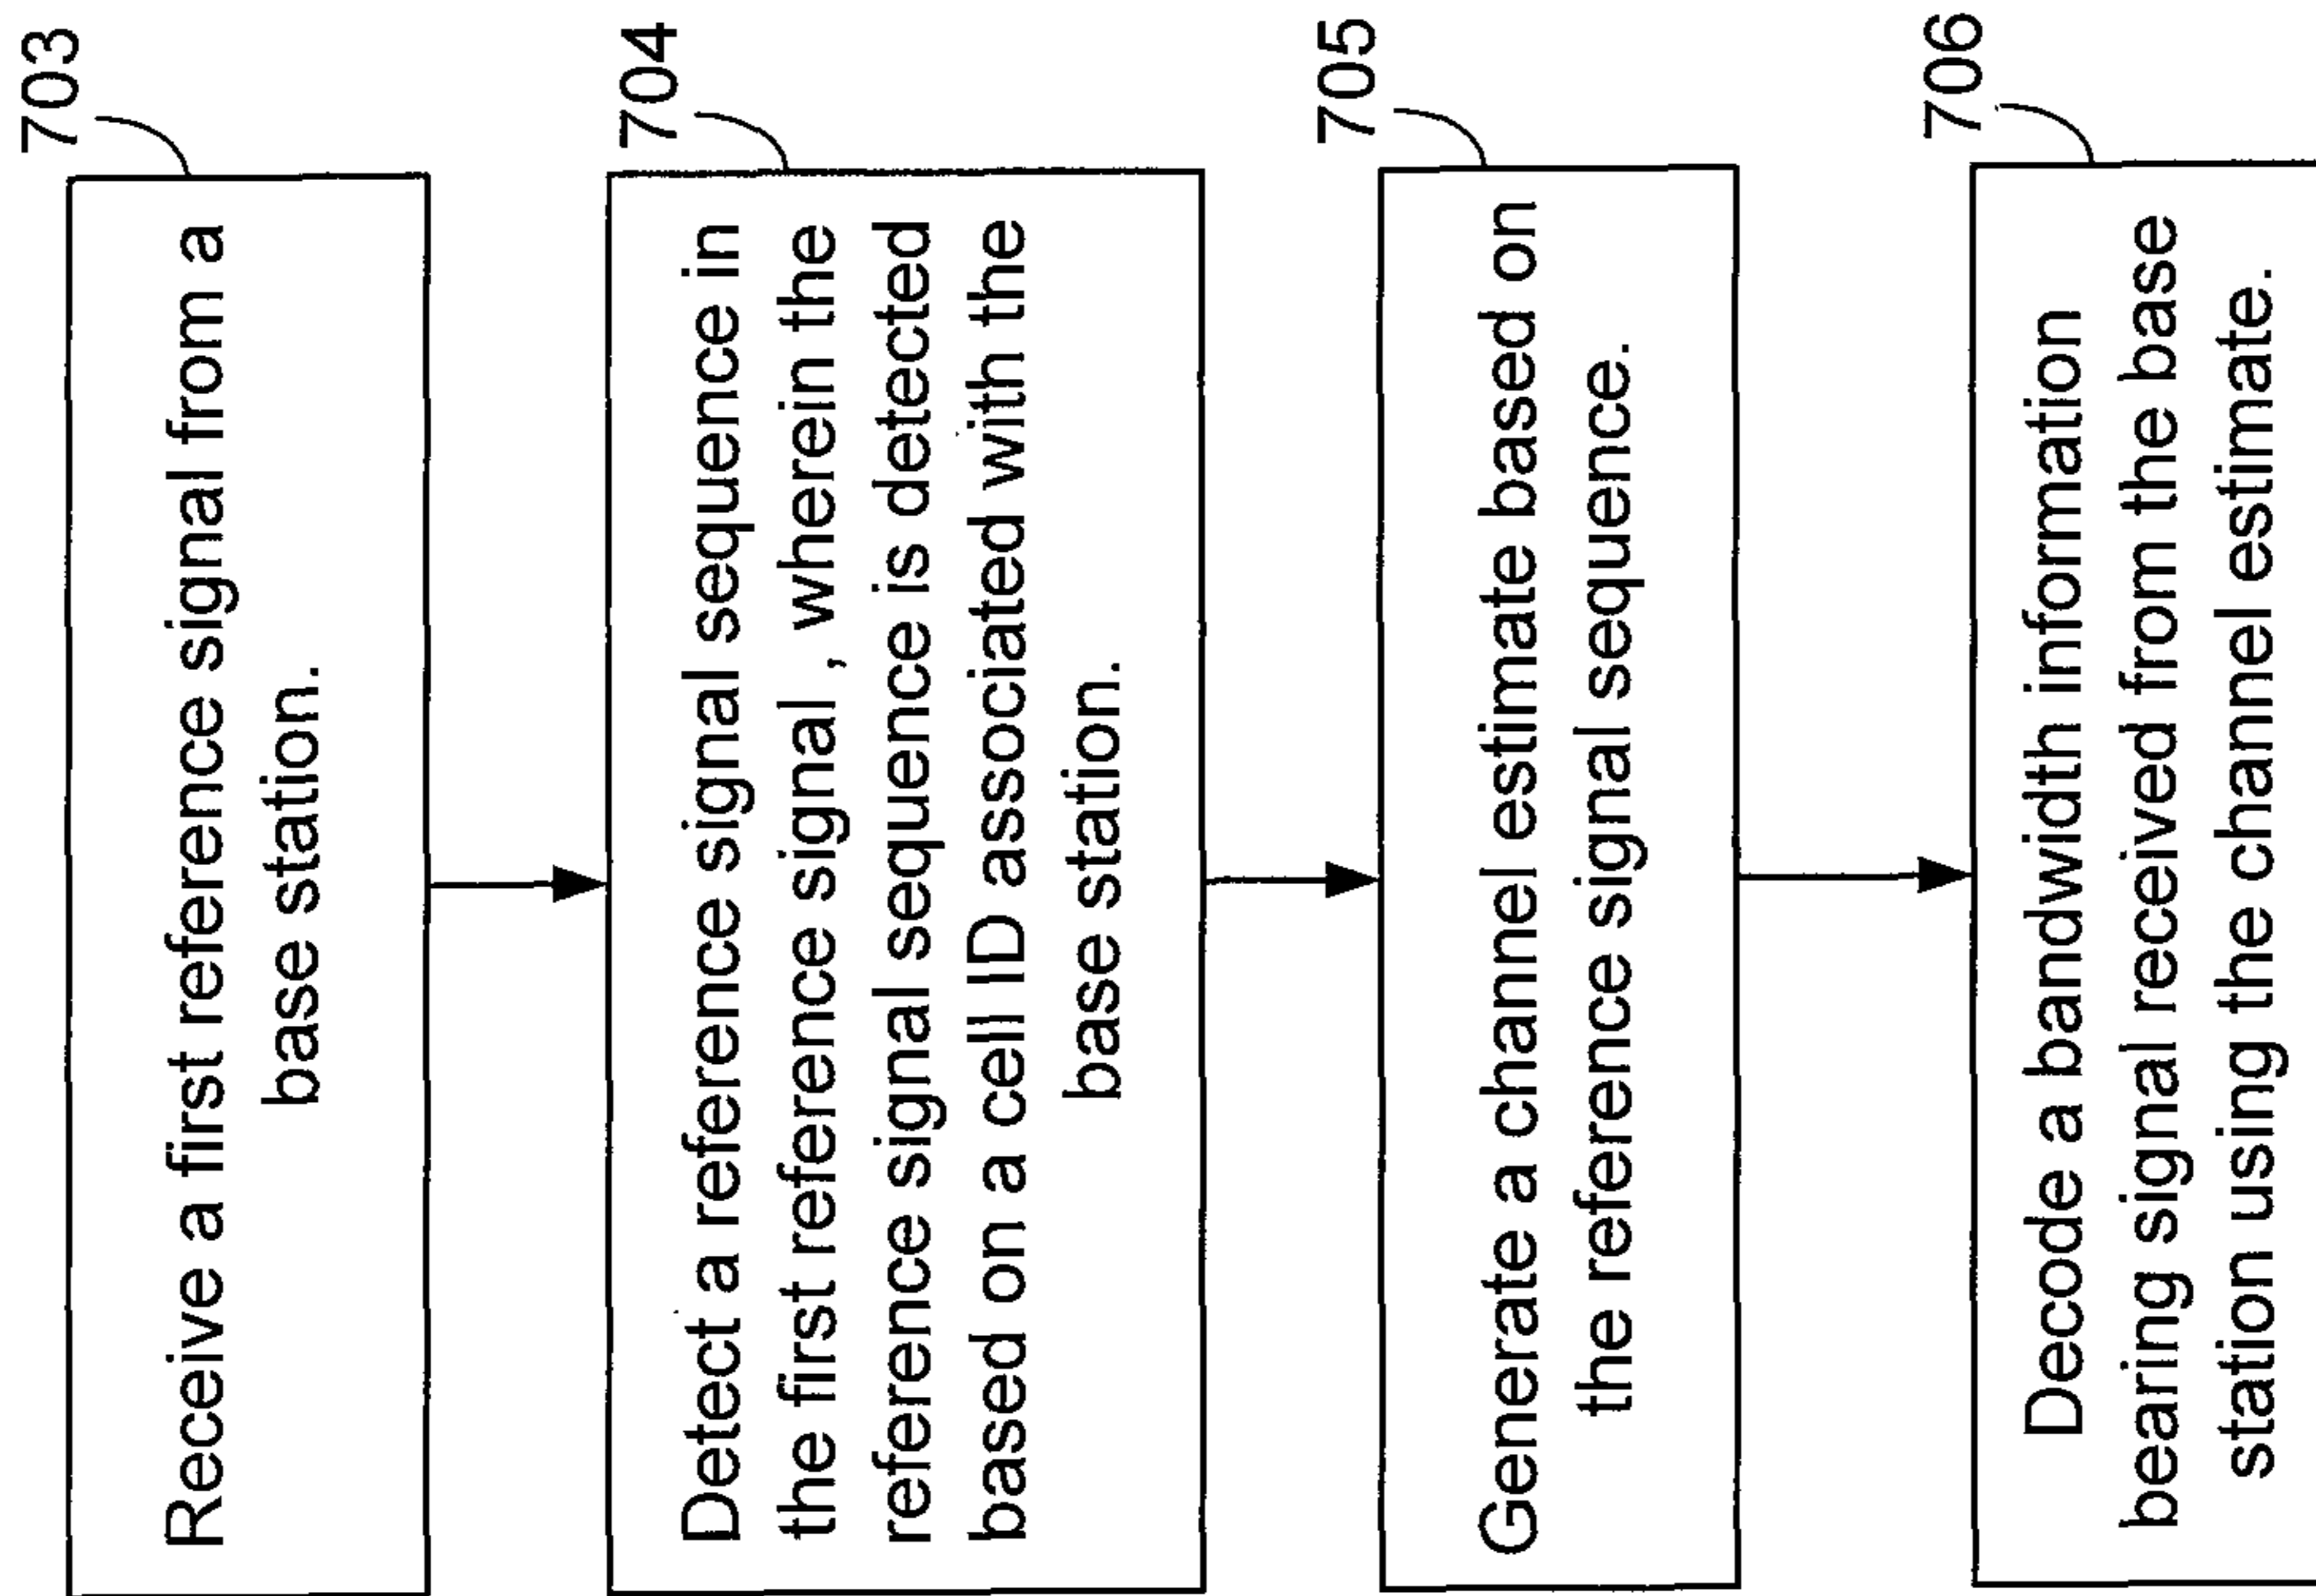 703
Receive a first reference signal from a
base station.
704
Detect a reference signal sequence in
the first reference signal , wherein the
reference signal sequence is detected
based on a cell ID associated with the
base station.
705
Generate a channel estimate based on
the reference signal sequence.
706
Decode a bandwidth information
bearing signal received from the base
station using the channel estimate.